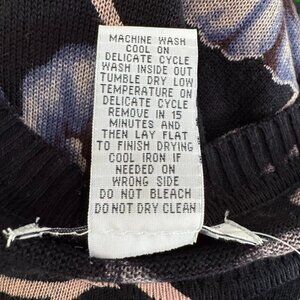 MACHINE WASH
COOL ON
DELICATE CYCLE
WASH INSIDE OUT
TUMBLE DRY LOW
TEMPERATURE ON
DELICATE CYCLE
REMOVE IN 15
MINUTES AND
THEN LAY FLAT
TO FINISH DRYING
COOL IRON IF
NEEDED ON
WRONG SIDE
DO NOT BLEACH
DO NOT DRY CLEAN